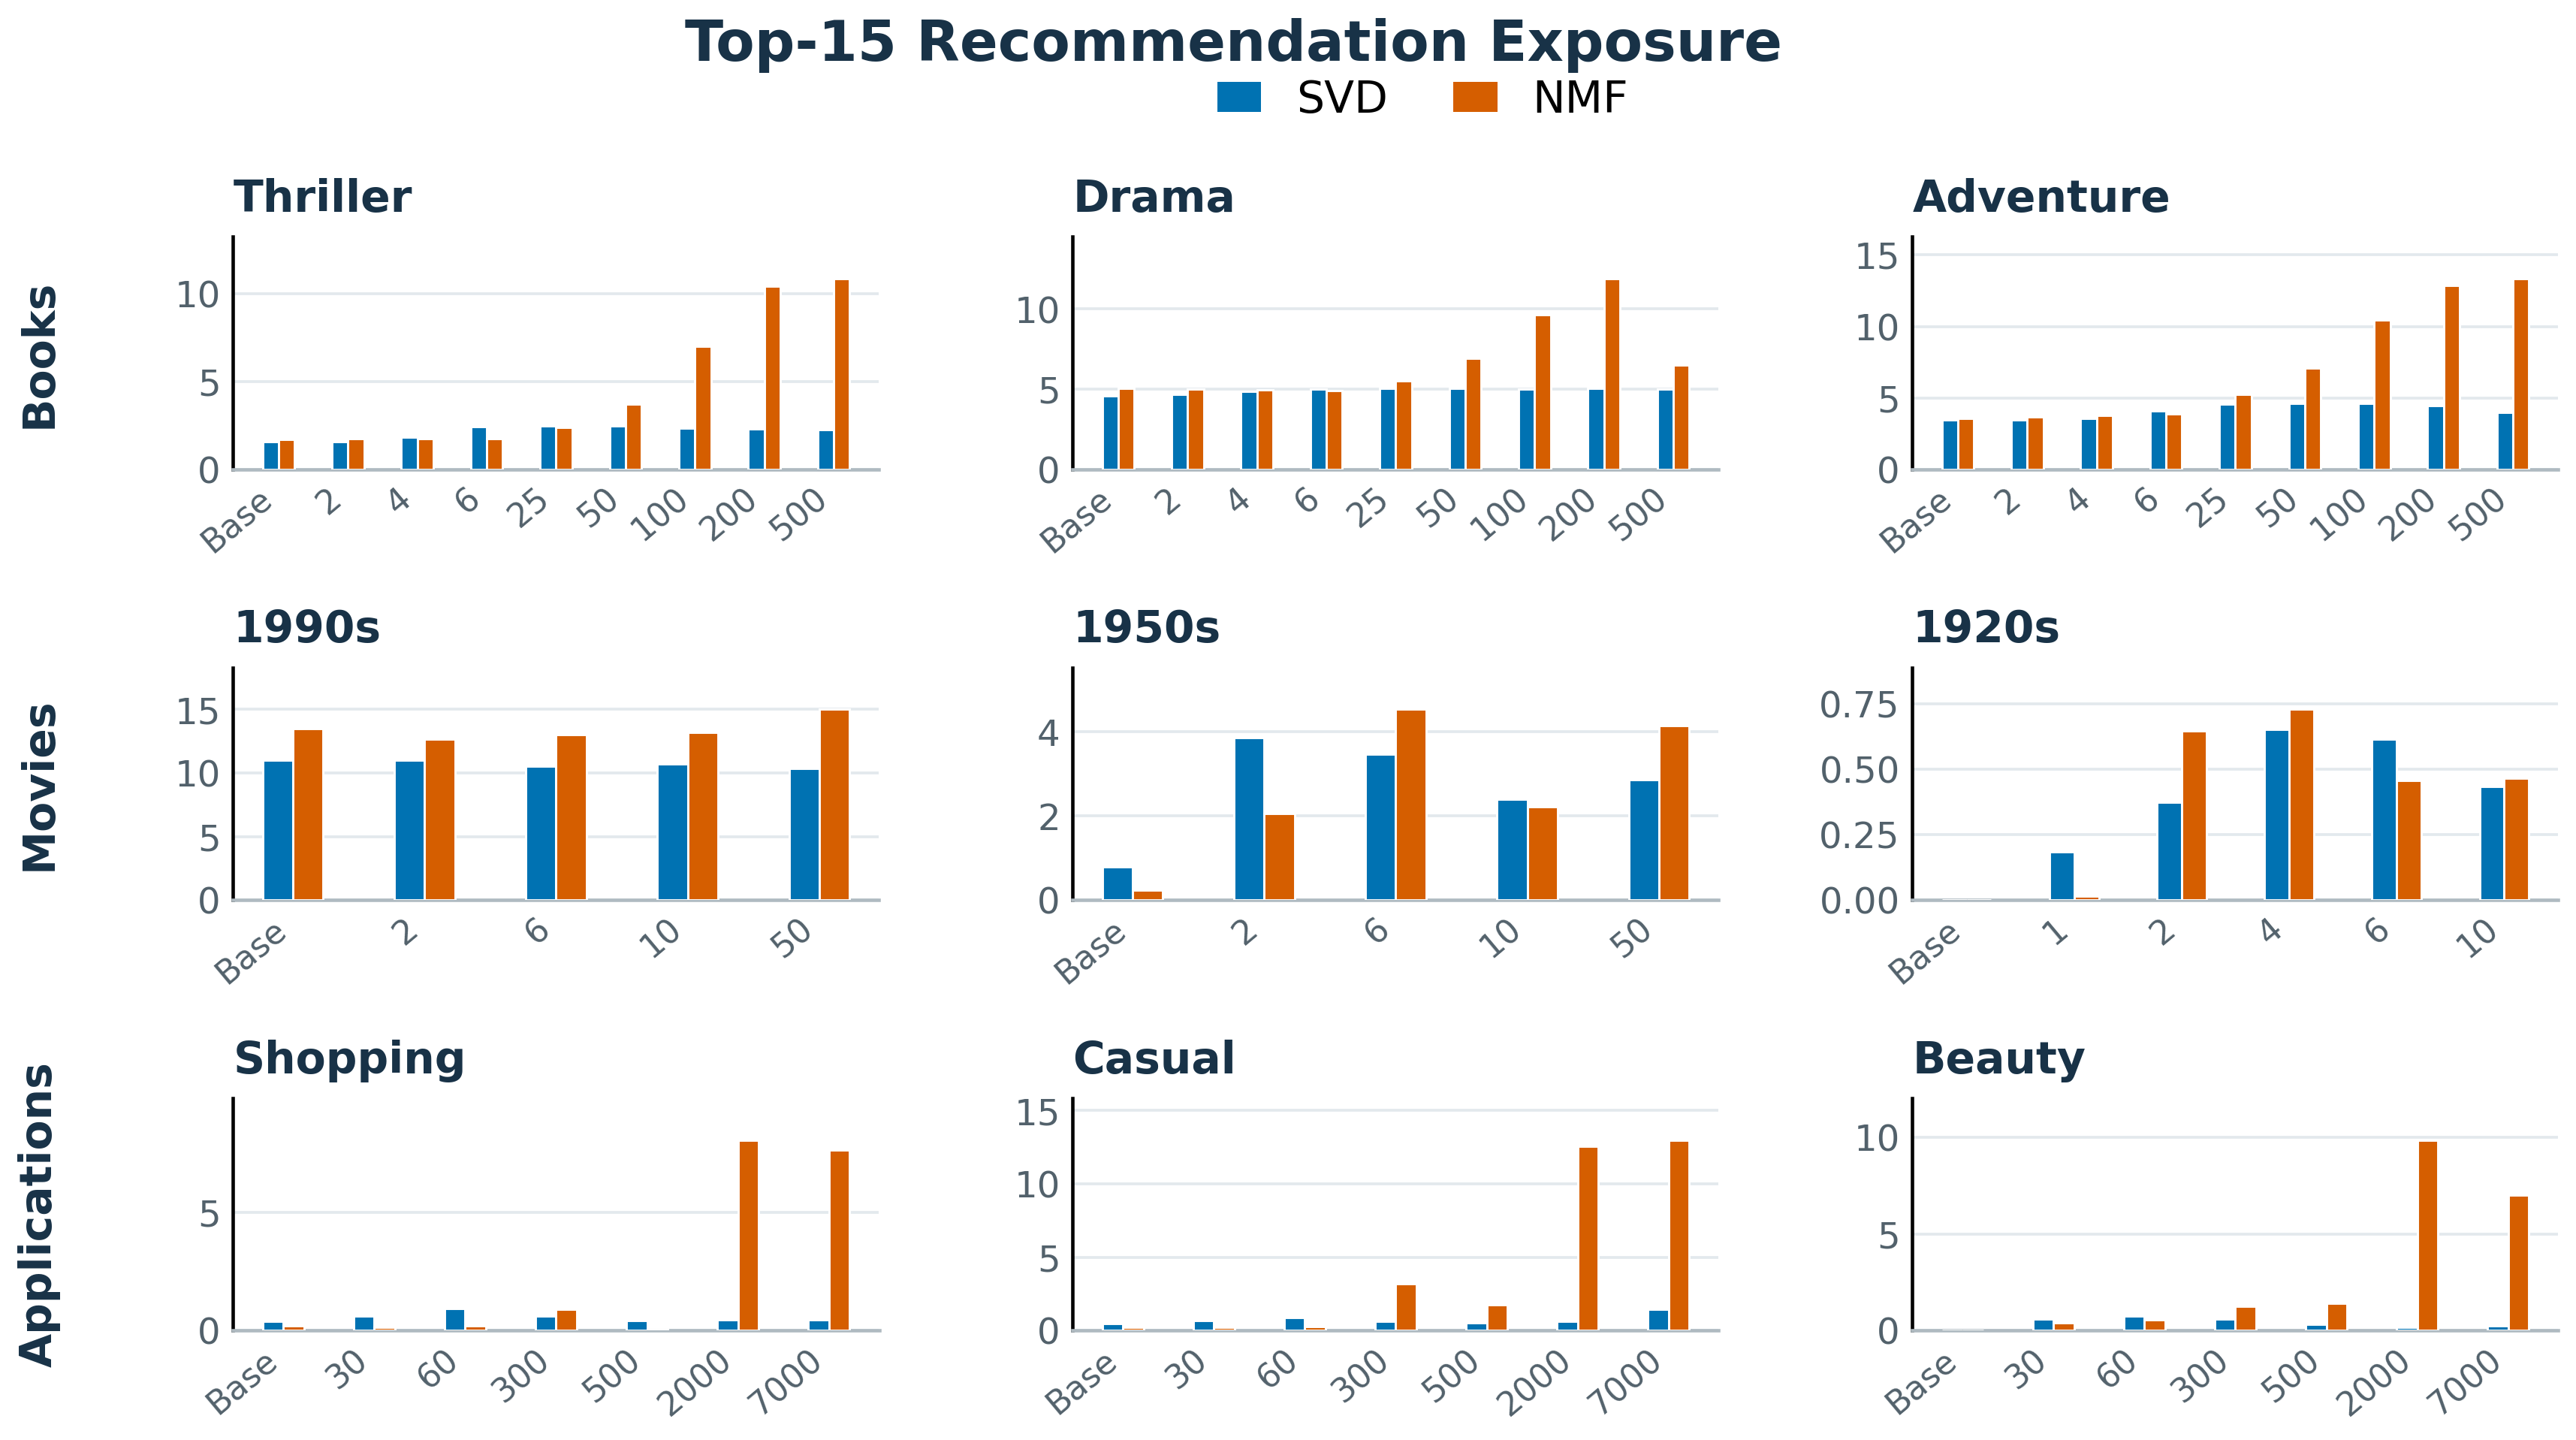 Top-15 Recommendation Exposure
SVD NMF
Books
Thriller
10
5
0
Base 2 4 6 25 50 100 200 500
Drama
10
5
0
Base 2 4 6 25 50 100 200 500
Adventure
15
10
5
0
Base 2 4 6 25 50 100 200 500
Movies
1990s
15
10
5
0
Base 2 6 10 50
1950s
4
2
0
Base 2 6 10 50
1920s
0.75
0.50
0.25
0.00
Base 1 2 4 6 10
Applications
Shopping
5
0
Base 30 60 300 500 2000 7000
Casual
15
10
5
0
Base 30 60 300 500 2000 7000
Beauty
10
5
0
Base 30 60 300 500 2000 7000